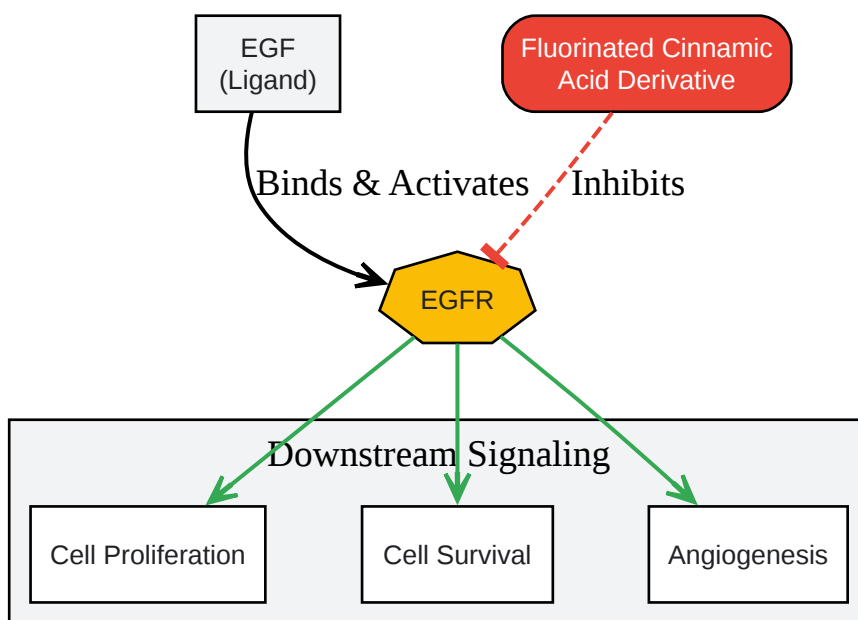 EGF
(Ligand)
Fluorinated Cinnamic
Acid Derivative
Binds & Activates
Inhibits
EGFR
Downstream Signaling
Cell Proliferation
Cell Survival
Angiogenesis